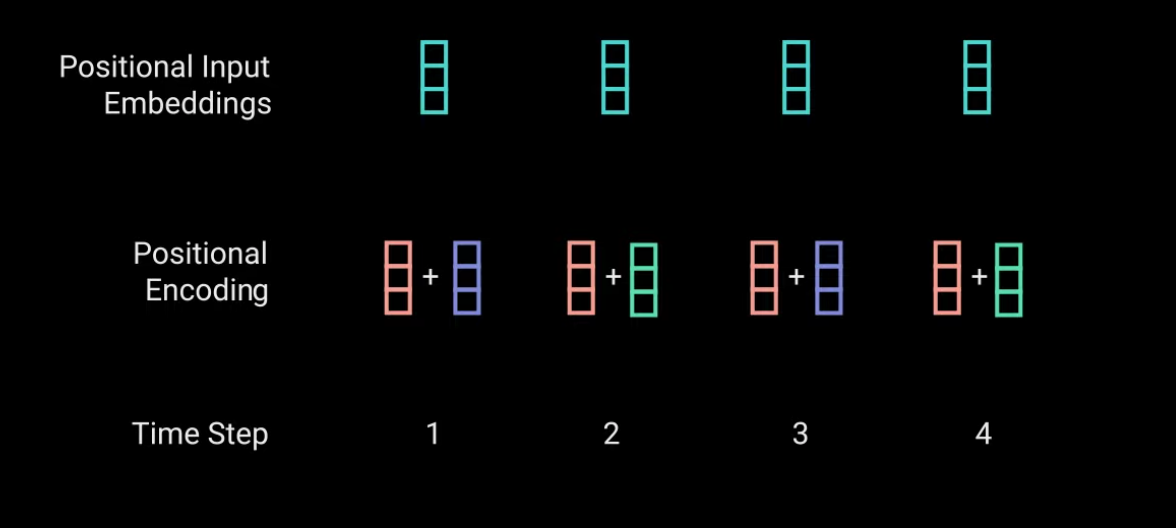 Positional Input
Embeddings
Positional
Encoding
+ + + +
Time Step 1 2 3 4